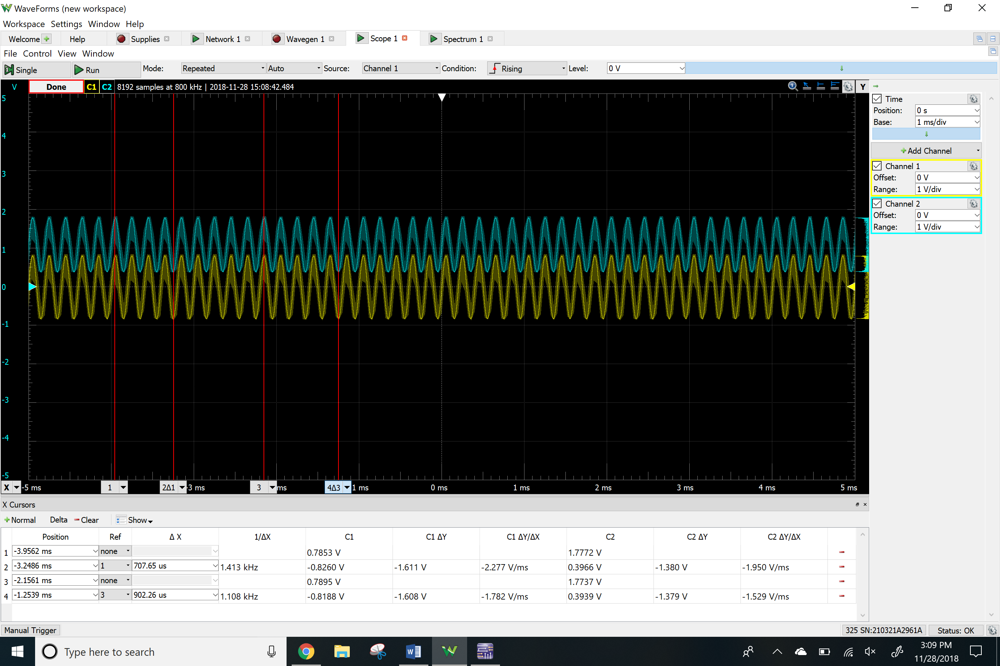 WaveForms (new workspace)
Workspace Settings Window Help
Welcome Help Supplies Network 1 Wavegen 1 Scope 1 Spectrum 1
File Control View Window
Single Run Mode: Repeated Auto Source: Channel 1 Condition: Rising Level: 0 V
V Done C1 C2 8192 samples at 800 kHz | 2018-11-28 15:08:42.484 Y
Time
Position: 0 s
Base: 1 ms/div
Add Channel
Channel 1
Offset: 0 V
Range: 1 V/div
Channel 2
Offset: 0 V
Range: 1 V/div
5
4
3
2
1
0
-1
-2
-3
-4
-5
X -5 ms 1 2Δ1 -3 ms 3 ms 4Δ3 1 ms 0 ms 1 ms 2 ms 3 ms 4 ms 5 ms
X Cursors
Normal Delta Clear Show
Position Ref Δ X 1/ΔX C1 C1 ΔY C1 ΔY/ΔX C2 C2 ΔY C2 ΔY/ΔX
1 -3.9562 ms none 0.7853 V 1.7772 V
2 -3.2486 ms 1 707.65 us 1.413 kHz -0.8260 V -1.611 V -2.277 V/ms 0.3966 V -1.380 V -1.950 V/ms
3 -2.1561 ms none 0.7895 V 1.7737 V
4 -1.2539 ms 3 902.26 us 1.108 kHz -0.8188 V -1.608 V -1.782 V/ms 0.3939 V -1.379 V -1.529 V/ms
Manual Trigger 325 SN:210321A2961A Status: OK
Type here to search
3:09 PM
11/28/2018